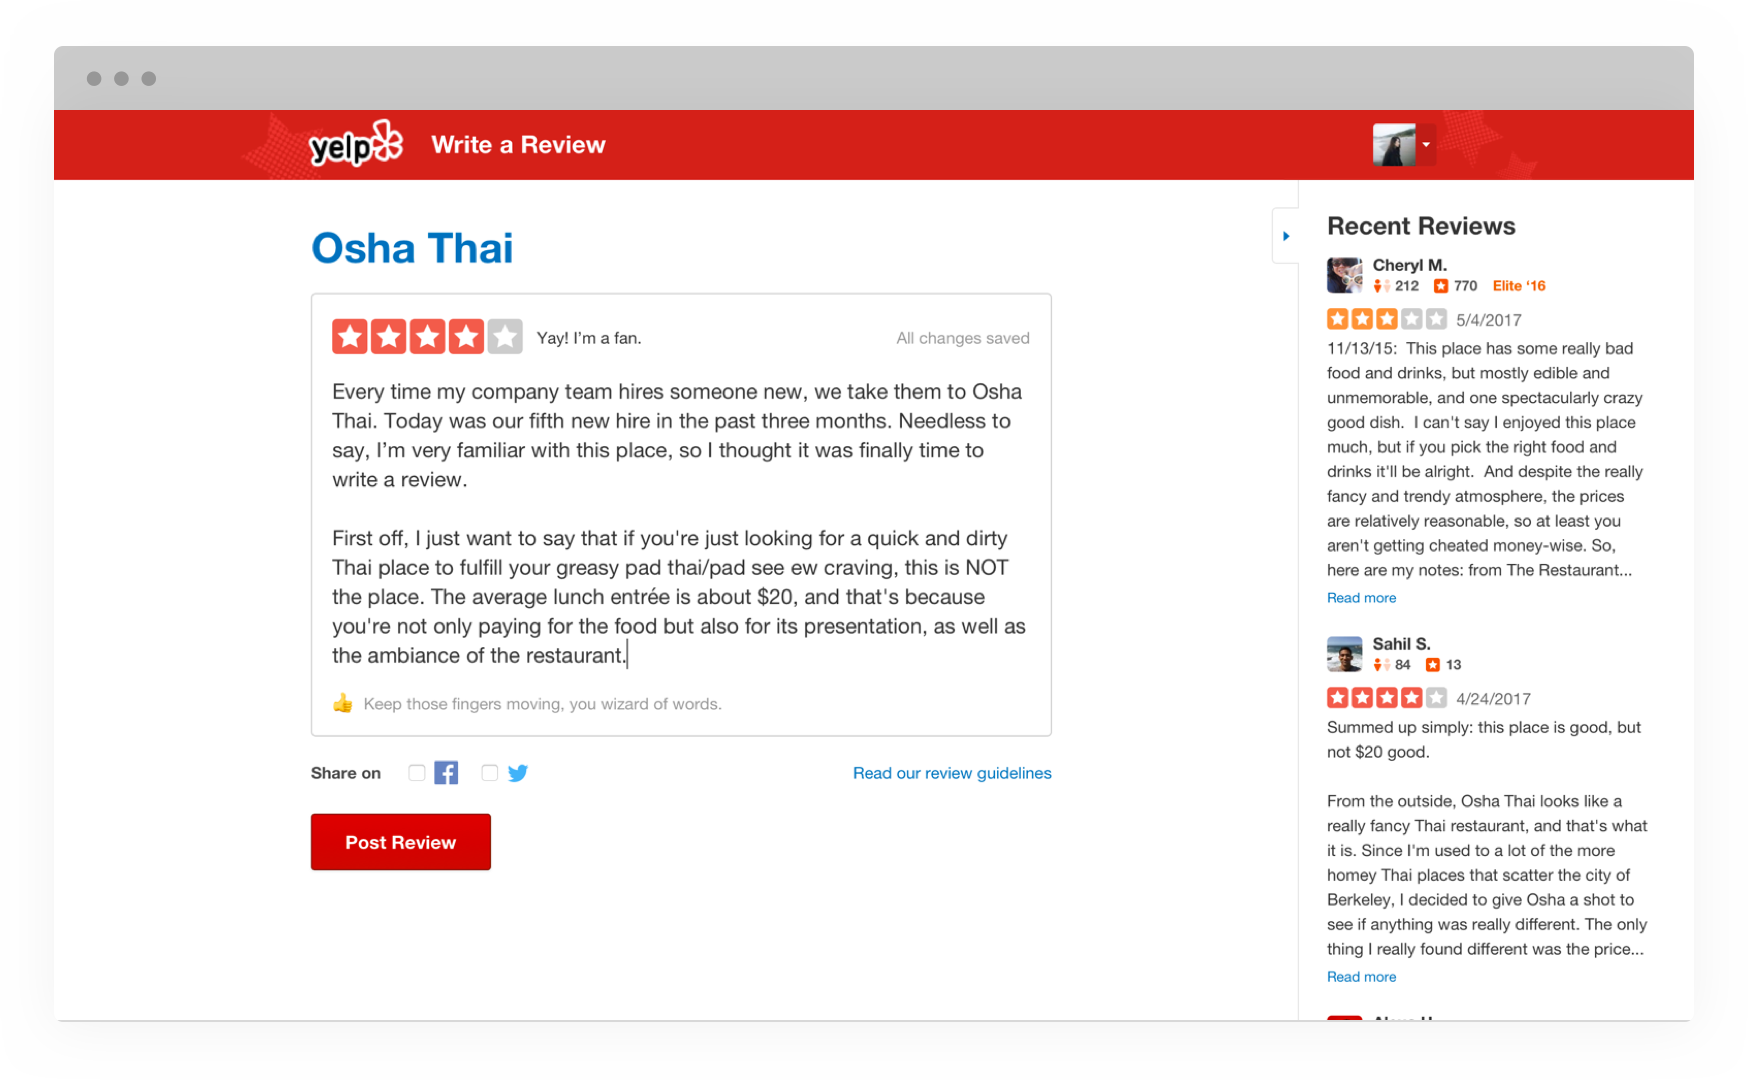 yelp
Write a Review
Osha Thai
Yay! I’m a fan.
All changes saved
Every time my company team hires someone new, we take them to Osha
Thai. Today was our fifth new hire in the past three months. Needless to
say, I’m very familiar with this place, so I thought it was finally time to
write a review.
First off, I just want to say that if you're just looking for a quick and dirty
Thai place to fulfill your greasy pad thai/pad see ew craving, this is NOT
the place. The average lunch entrée is about $20, and that's because
you're not only paying for the food but also for its presentation, as well as
the ambiance of the restaurant.
Keep those fingers moving, you wizard of words.
Share on
Read our review guidelines
Post Review
Recent Reviews
Cheryl M.
212 770 Elite ‘16
5/4/2017
11/13/15:  This place has some really bad
food and drinks, but mostly edible and
unmemorable, and one spectacularly crazy
good dish.  I can't say I enjoyed this place
much, but if you pick the right food and
drinks it'll be alright.  And despite the really
fancy and trendy atmosphere, the prices
are relatively reasonable, so at least you
aren't getting cheated money-wise. So,
here are my notes: from The Restaurant...
Read more
Sahil S.
84 13
4/24/2017
Summed up simply: this place is good, but
not $20 good.
From the outside, Osha Thai looks like a
really fancy Thai restaurant, and that's what
it is. Since I'm used to a lot of the more
homey Thai places that scatter the city of
Berkeley, I decided to give Osha a shot to
see if anything was really different. The only
thing I really found different was the price...
Read more